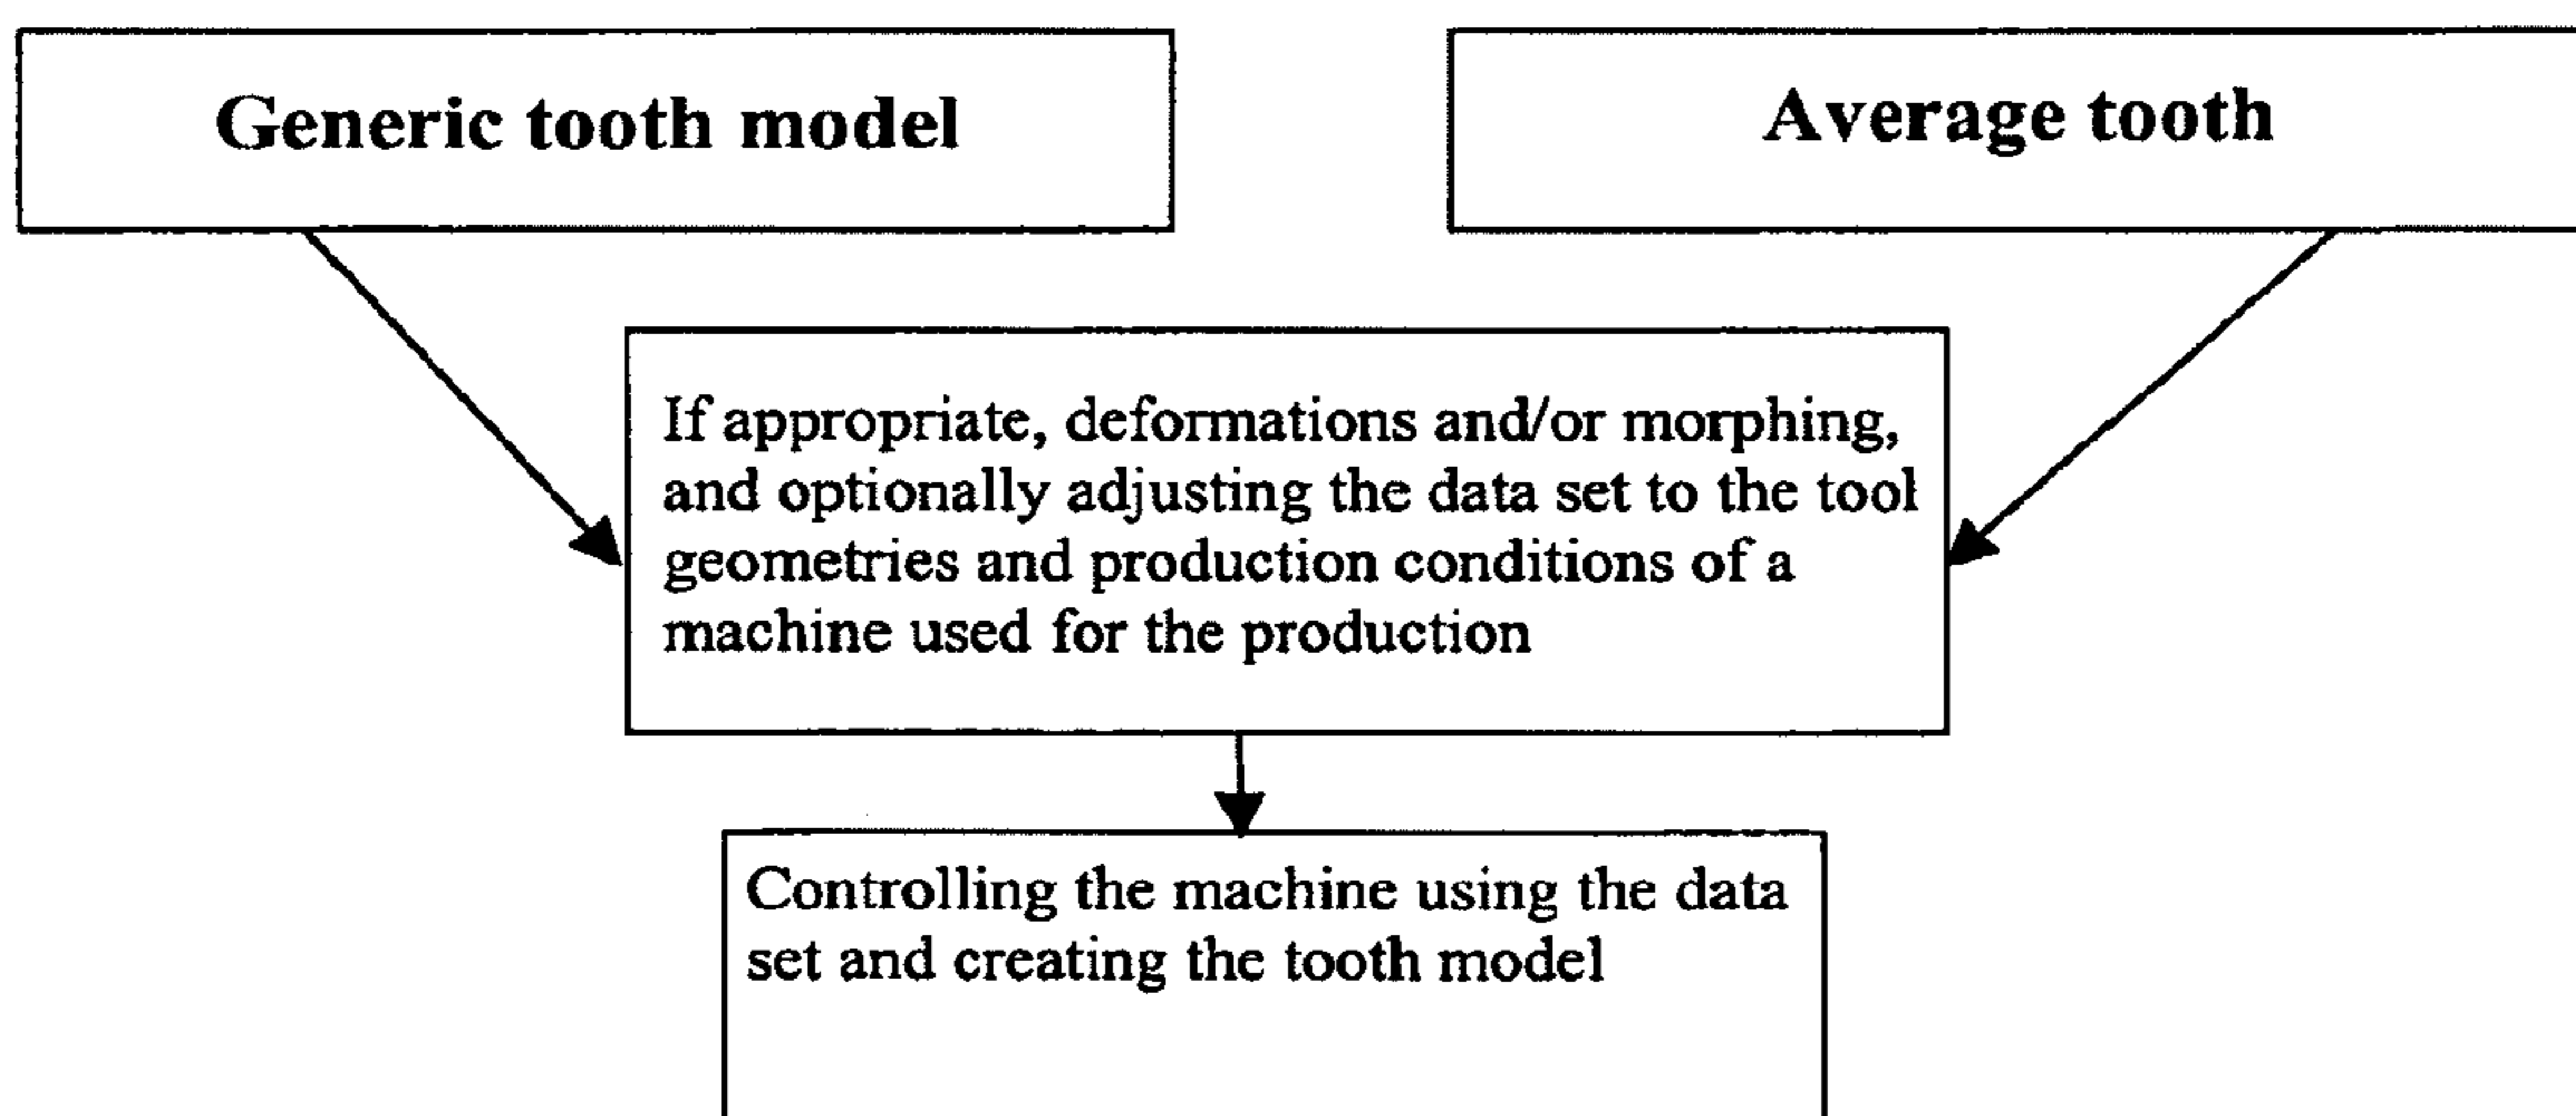 Generic tooth model
Average tooth
If appropriate, deformations and/or morphing,
and optionally adjusting the data set to the tool
geometries and production conditions of a
machine used for the production
Controlling the machine using the data
set and creating the tooth model